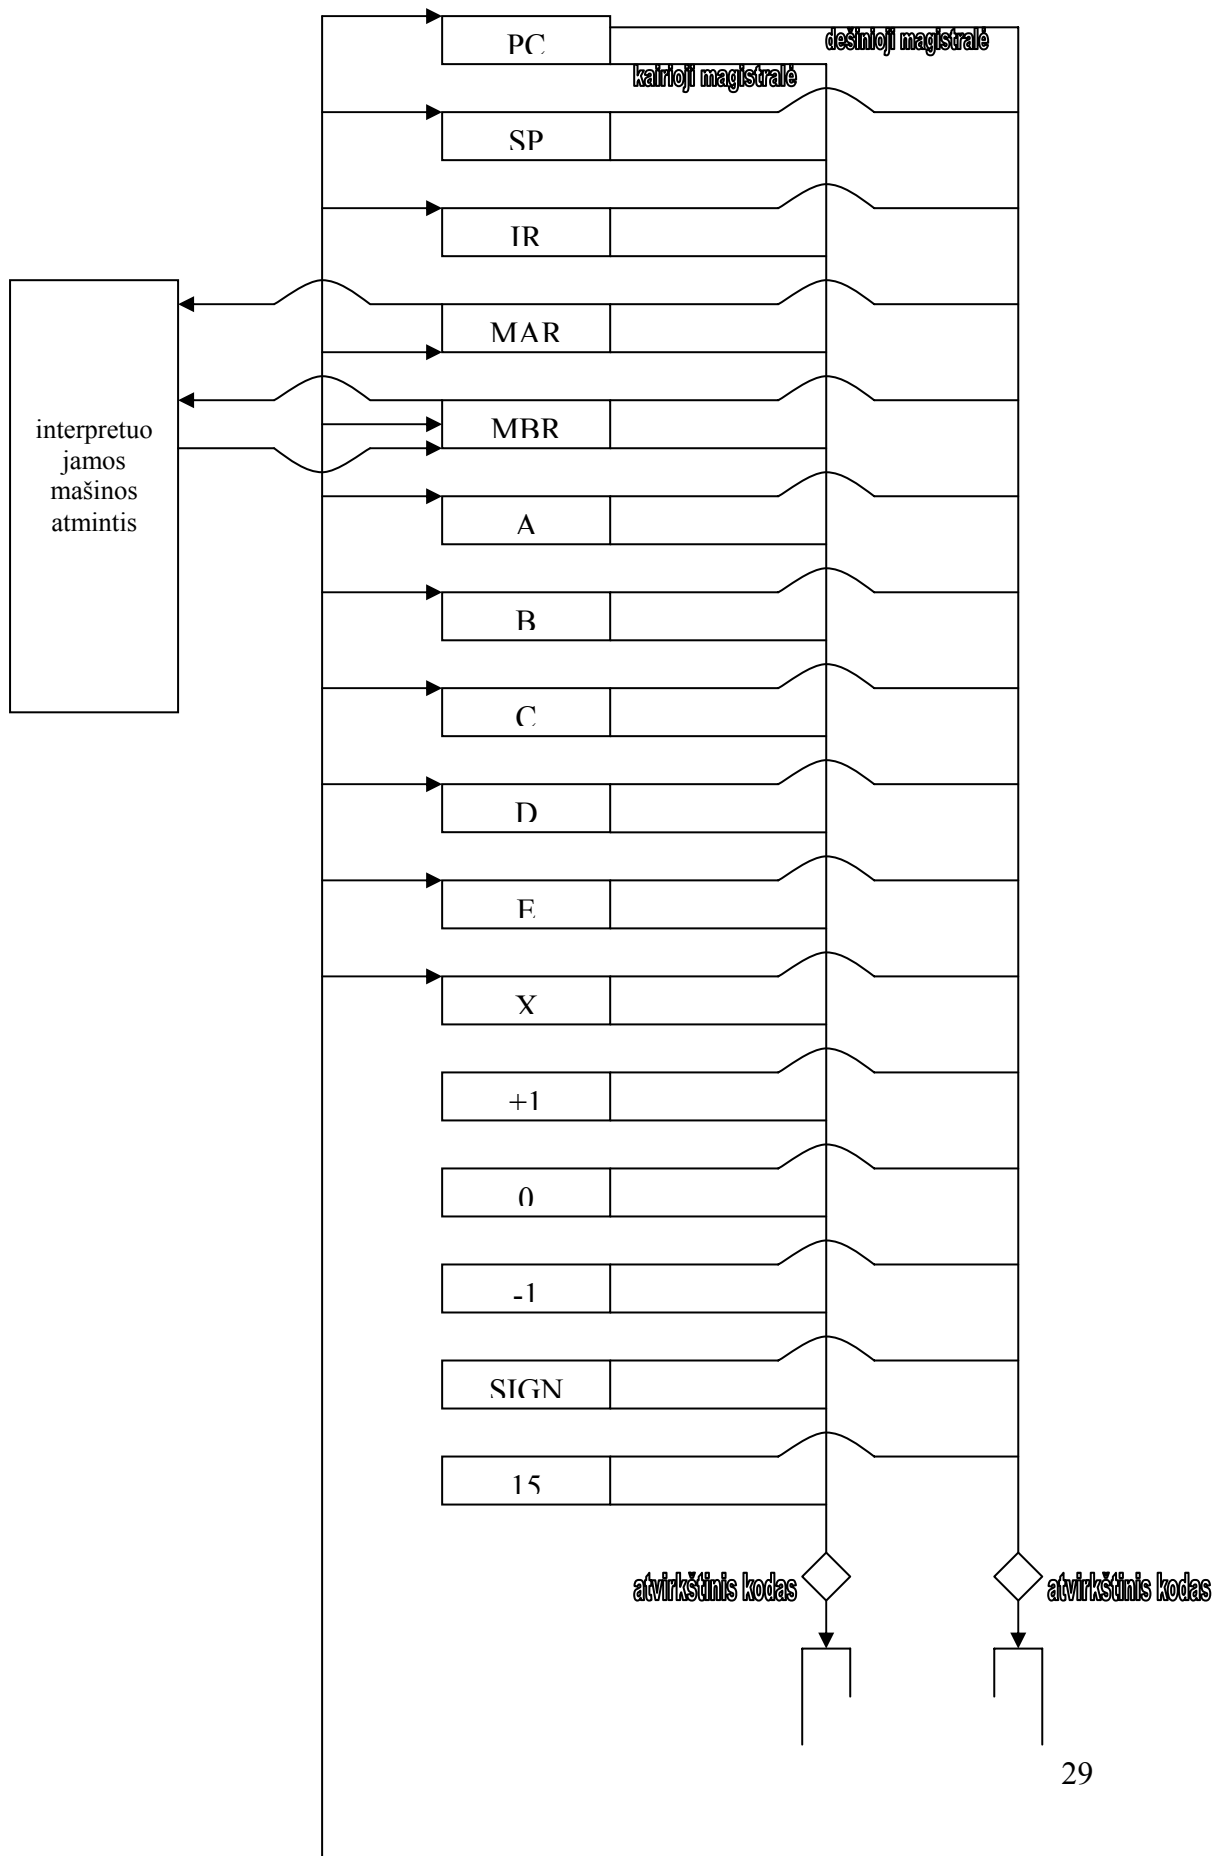 PC
dešinioji magistralė
kairioji magistralė
SP
IR
MAR
MBR
interpretuo
jamos
mašinos
atmintis
A
B
C
D
E
X
+1
0
-1
SIGN
15
atvirkštinis kodas
atvirkštinis kodas
29